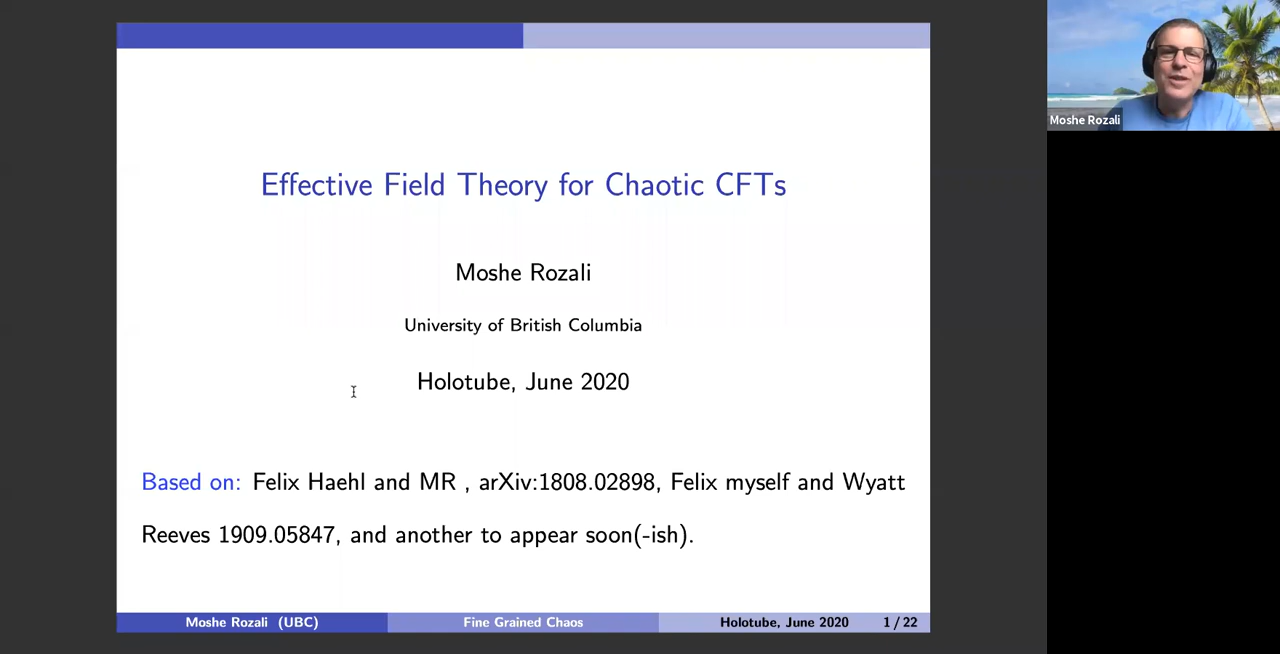 Effective Field Theory for Chaotic CFTs
Moshe Rozali
University of British Columbia
Holotube, June 2020
Based on: Felix Haehl and MR , arXiv:1808.02898, Felix myself and Wyatt
Reeves 1909.05847, and another to appear soon(-ish).
Moshe Rozali (UBC) Fine Grained Chaos Holotube, June 2020 1 / 22
Moshe Rozali